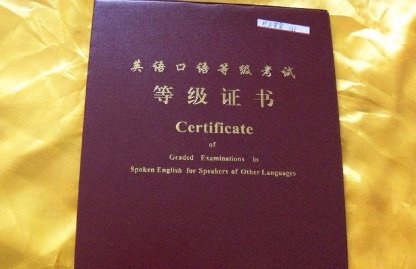 英语口语等级考试
等级证书
Certificate
of
Graded Examinations in
Spoken English for Speakers of Other Languages